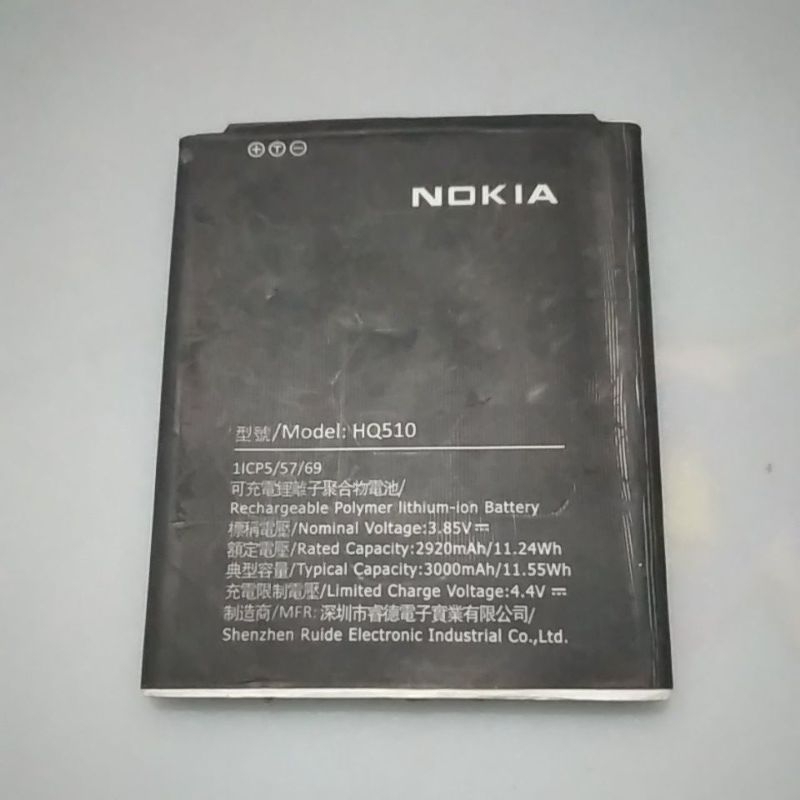 + T −
NOKIA
型號/Model: HQ510
1ICP5/57/69
可充電鋰離子聚合物電池/
Rechargeable Polymer lithium-ion Battery
標稱電壓/Nominal Voltage:3.85V⎓
額定電壓/Rated Capacity:2920mAh/11.24Wh
典型容量/Typical Capacity:3000mAh/11.55Wh
充電限制電壓/Limited Charge Voltage:4.4V ⎓
制造商/MFR: 深圳市睿德電子實業有限公司/
Shenzhen Ruide Electronic Industrial Co.,Ltd.